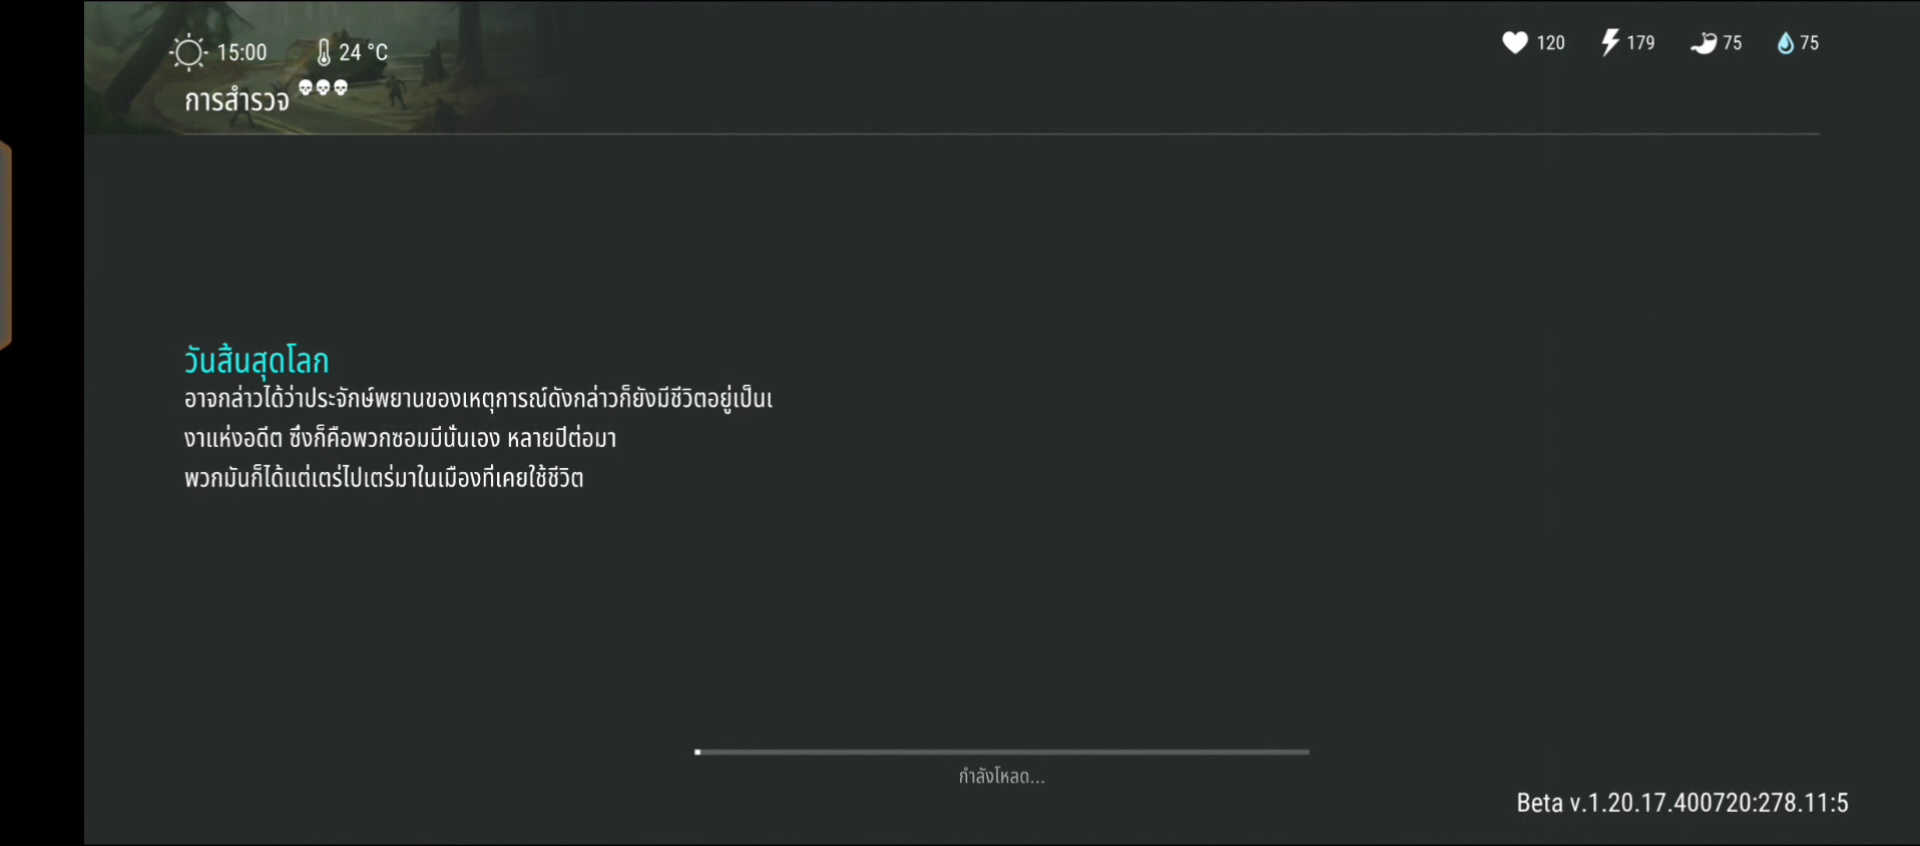 15:00 24 °C
120 179 75 75
การสำรวจ
วันสิ้นสุดโลก
อาจกล่าวได้ว่าประจักษ์พยานของเหตุการณ์ดังกล่าวก็ยังมีชีวิตอยู่เป็นเ
งาแห่งอดีต ซึ่งก็คือพวกซอมบีนั่นเอง หลายปีต่อมา
พวกมันก็ได้แต่เตร่ไปเตร่มาในเมืองที่เคยใช้ชีวิต
กำลังโหลด...
Beta v.1.20.17.400720:278.11:5